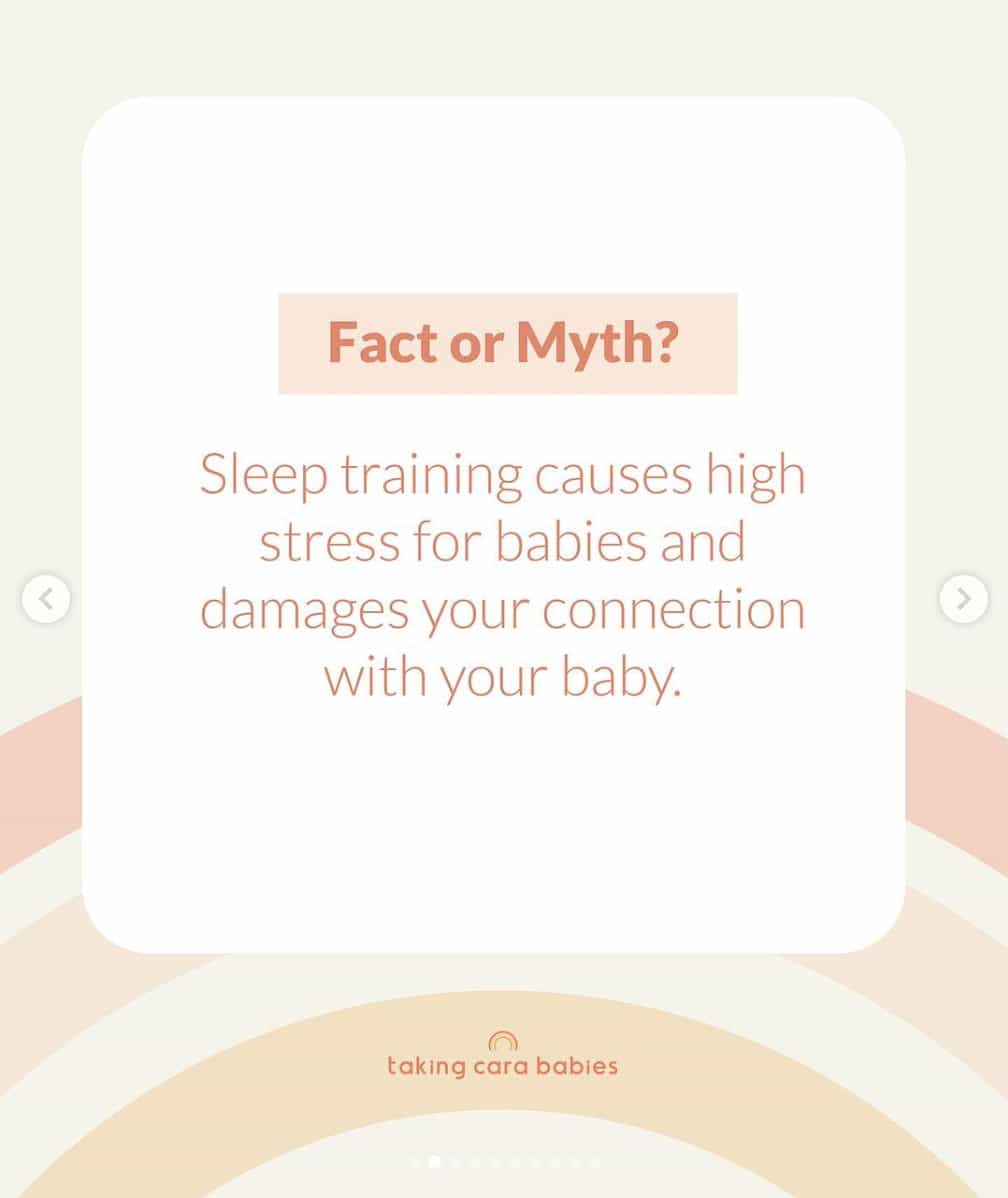 Fact or Myth?
Sleep training causes high
stress for babies and
damages your connection
with your baby.
taking cara babies